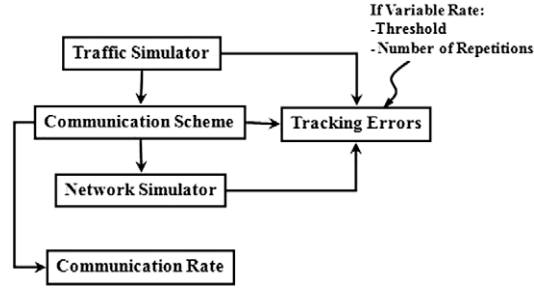 If Variable Rate:
-Threshold
-Number of Repetitions
Traffic Simulator
Communication Scheme
Tracking Errors
Network Simulator
Communication Rate